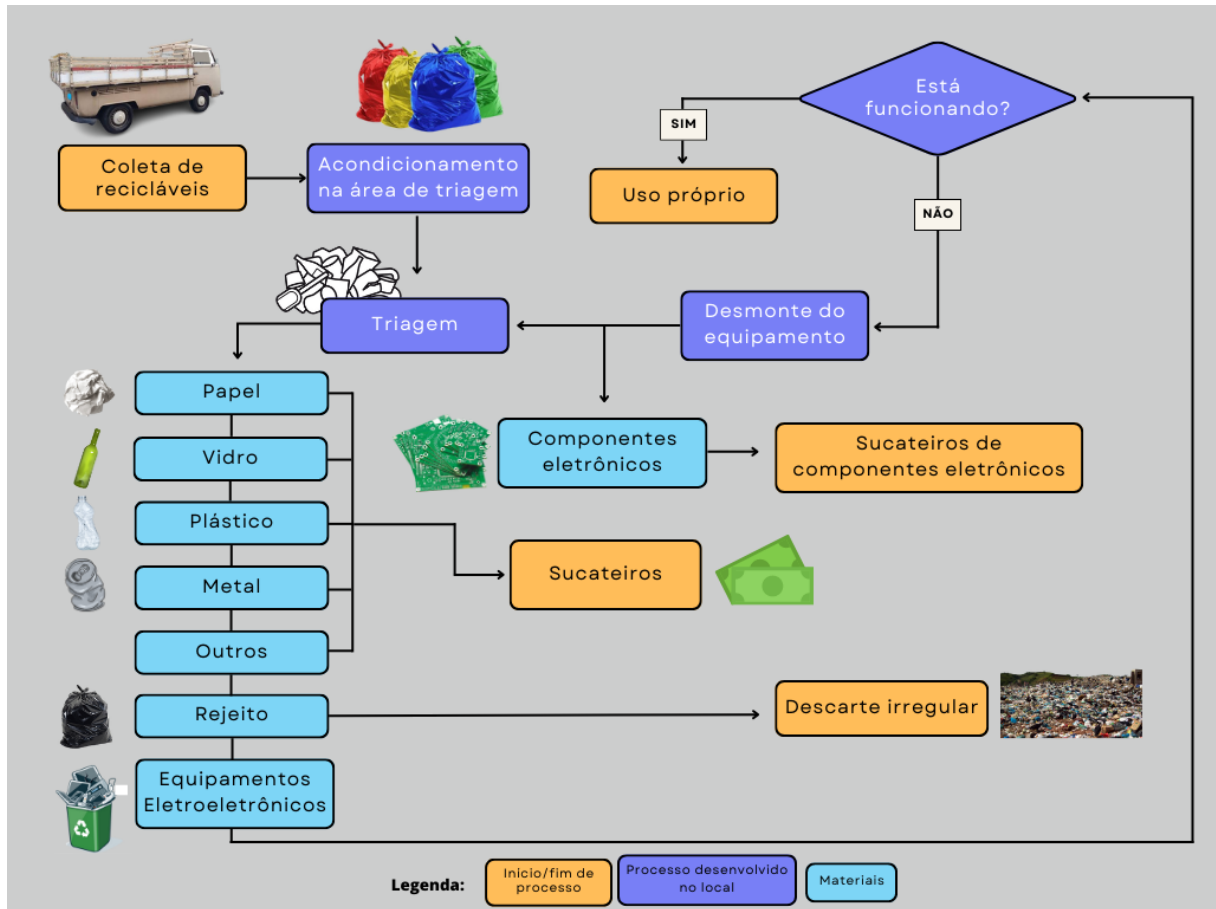 Coleta de
recicláveis
Acondicionamento
na área de triagem
Está
funcionando?
SIM
Uso próprio
NÃO
Triagem
Desmonte do
equipamento
Papel
Vidro
Plástico
Metal
Outros
Rejeito
Equipamentos
Eletroeletrônicos
Componentes
eletrônicos
Sucateiros de
componentes eletrônicos
Sucateiros
Descarte irregular
Legenda:
Inicio/fim de
processo
Processo desenvolvido
no local
Materiais